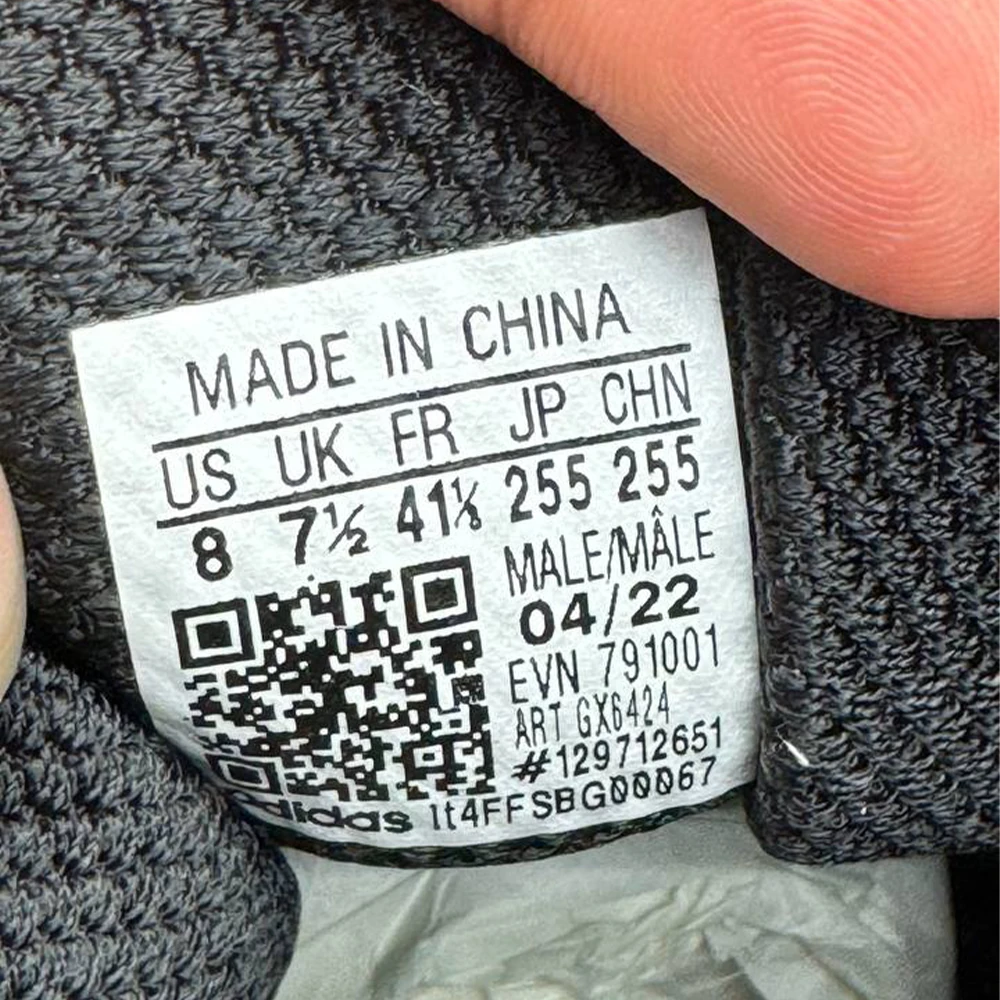 MADE IN CHINA
US UK FR JP CHN
8 7½ 41⅓ 255 255
MALE/MÂLE
04/22
EVN 791001
ART GX6424
#129712651
adidas 1t4FFSBG00067